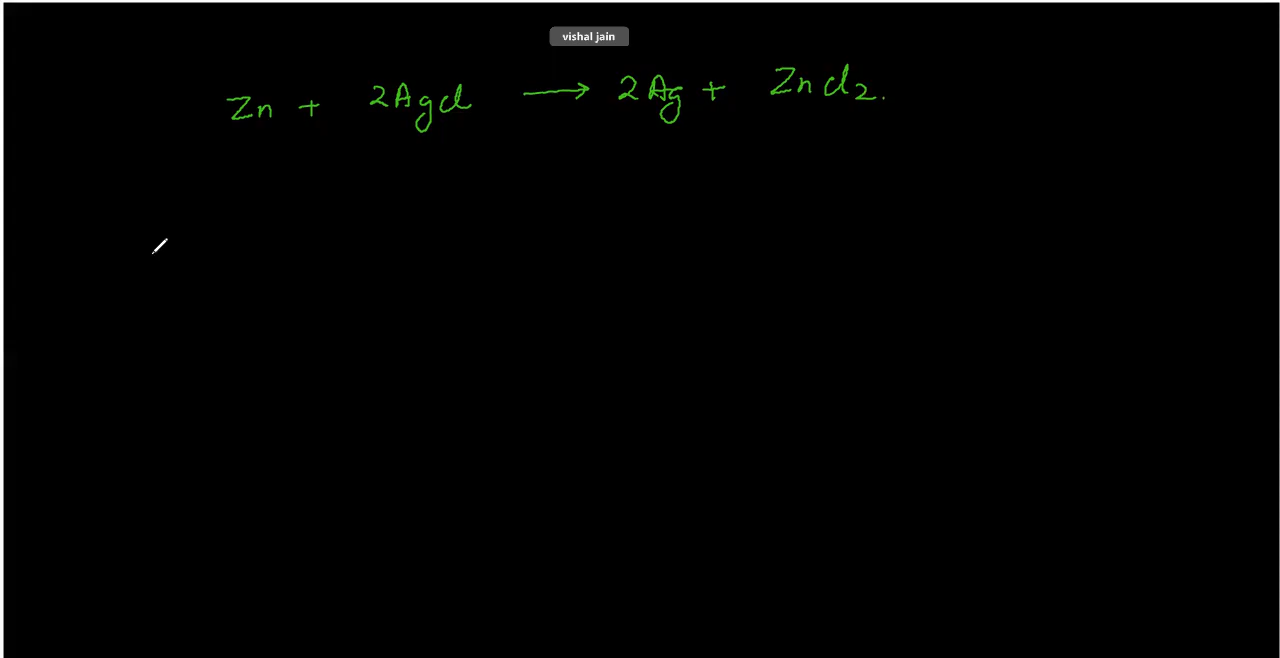 vishal jain
Zn + 2AgCl → 2Ag + ZnCl2.